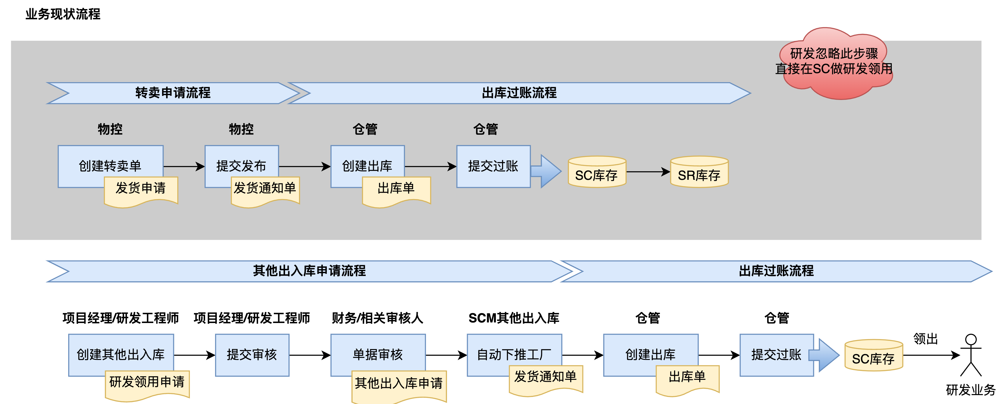 业务现状流程
研发忽略此步骤
直接在SC做研发领用
转卖申请流程
出库过账流程
物控
物控
仓管
仓管
创建转卖单
提交发布
创建出库
提交过账
发货申请
发货通知单
出库单
SC库存
SR库存
其他出入库申请流程
出库过账流程
项目经理/研发工程师
项目经理/研发工程师
财务/相关审核人
SCM其他出入库
仓管
仓管
创建其他出入库
提交审核
单据审核
自动下推工厂
创建出库
提交过账
SC库存
领出
研发领用申请
其他出入库申请
发货通知单
出库单
研发业务